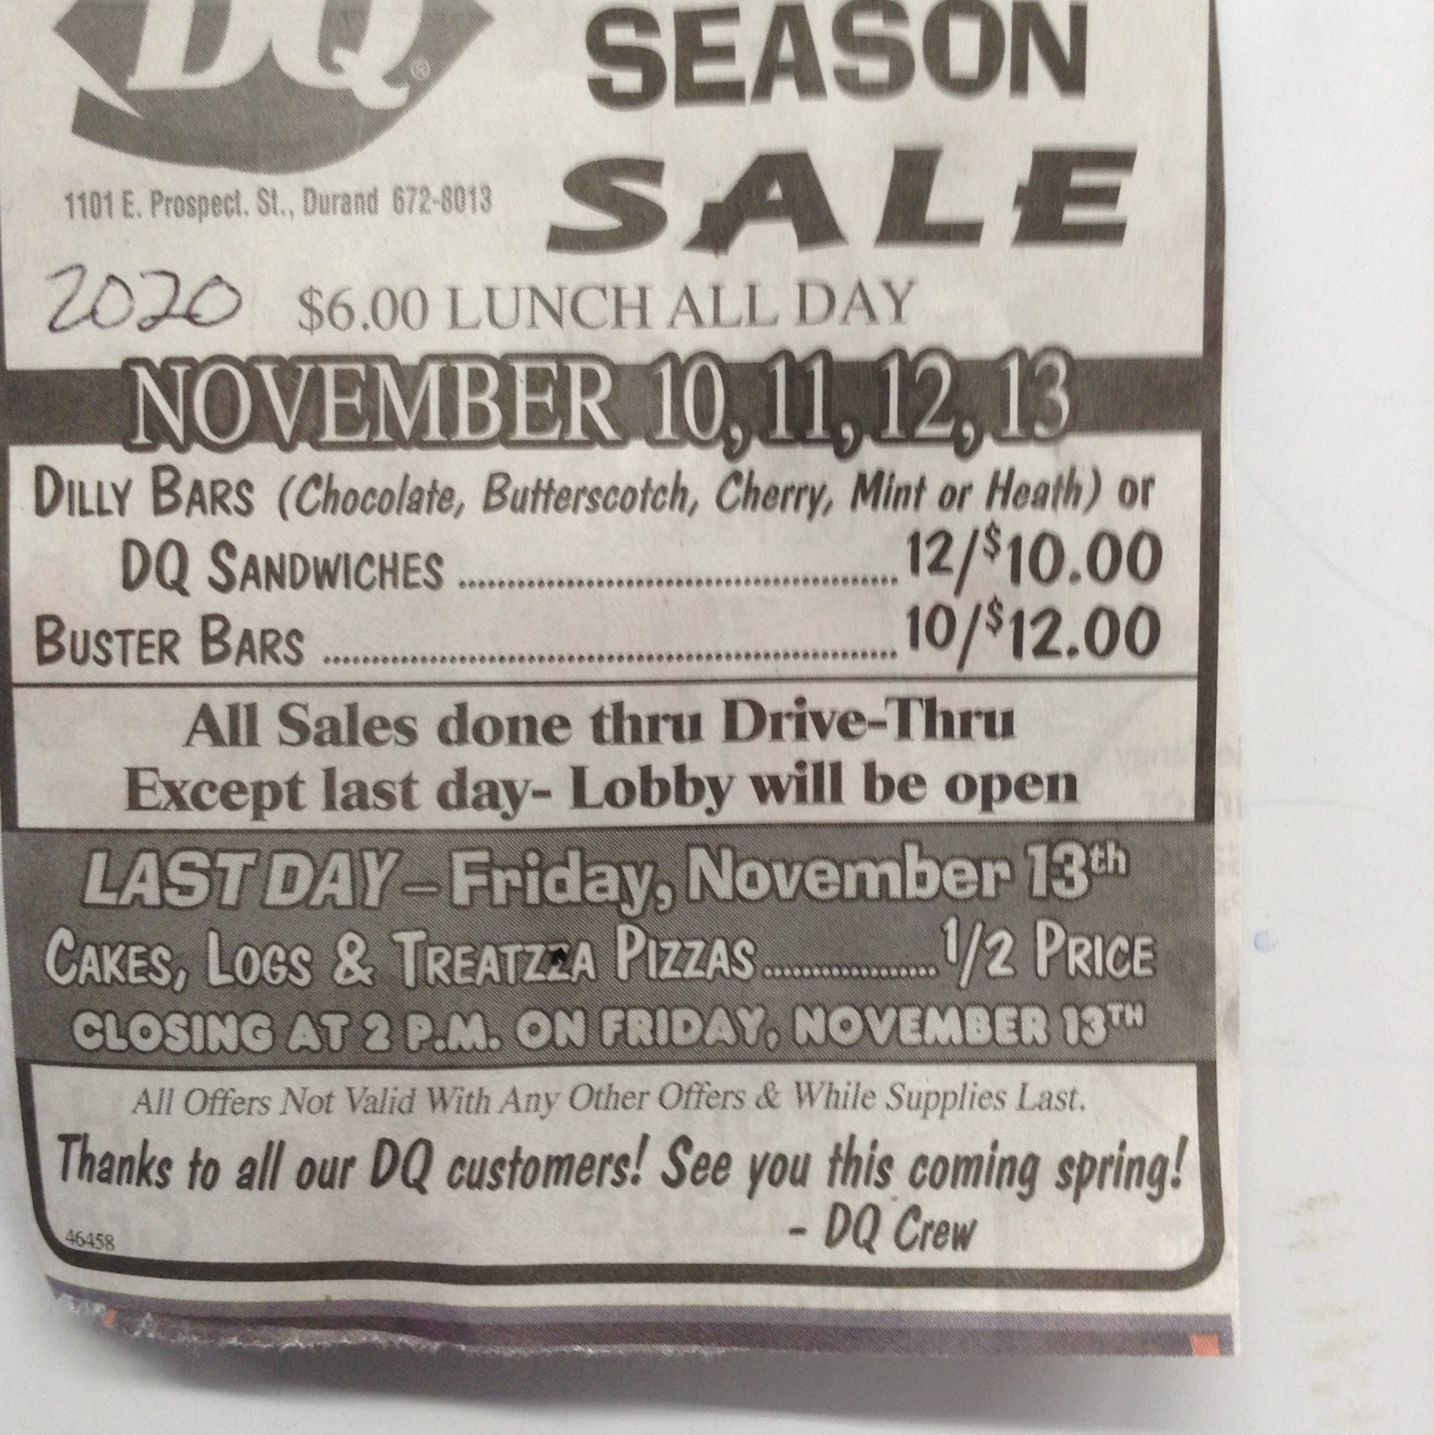 DQ®
SEASON
SALE
1101 E. Prospect. St., Durand 672-8013
2020 $6.00 LUNCH ALL DAY
NOVEMBER 10, 11, 12, 13
DILLY BARS (Chocolate, Butterscotch, Cherry, Mint or Heath) or
DQ SANDWICHES ........................................ 12/$10.00
BUSTER BARS ........................................ 10/$12.00
All Sales done thru Drive-Thru
Except last day- Lobby will be open
LAST DAY – Friday, November 13th
CAKES, LOGS & TREATZZA PIZZAS.................. 1/2 PRICE
CLOSING AT 2 P.M. ON FRIDAY, NOVEMBER 13TH
All Offers Not Valid With Any Other Offers & While Supplies Last.
Thanks to all our DQ customers! See you this coming spring!
- DQ Crew
46458